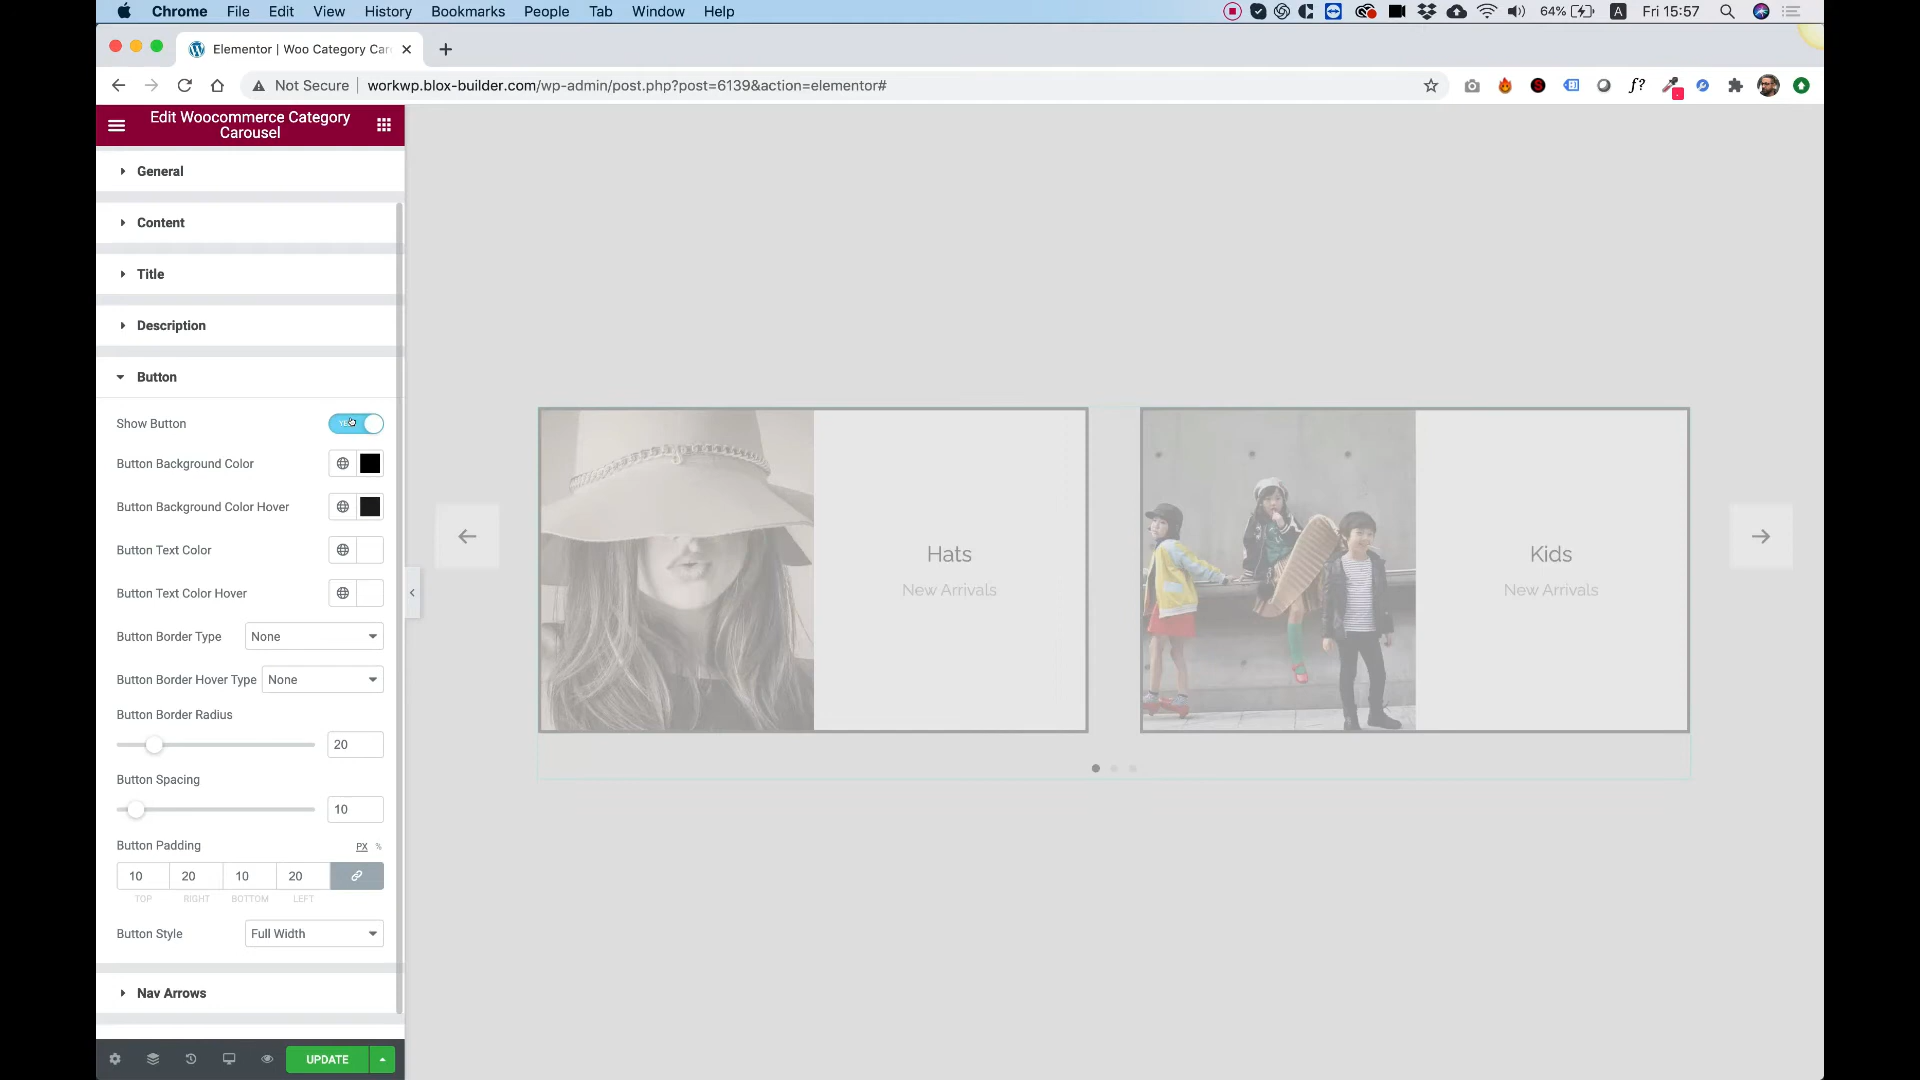 Chrome File Edit View History Bookmarks People Tab Window Help
64% A Fri 15:57
Elementor | Woo Category Car
Not Secure workwp.blox-builder.com/wp-admin/post.php?post=6139&action=elementor#
f?
Edit Woocommerce Category
Carousel
General
Content
Title
Description
Button
Show Button
Button Background Color
Button Background Color Hover
Button Text Color
Button Text Color Hover
Button Border Type None
Button Border Hover Type None
Button Border Radius
20
Button Spacing
10
Button Padding PX %
10 20 10 20
TOP RIGHT BOTTOM LEFT
Button Style Full Width
Nav Arrows
UPDATE
Hats
New Arrivals
Kids
New Arrivals